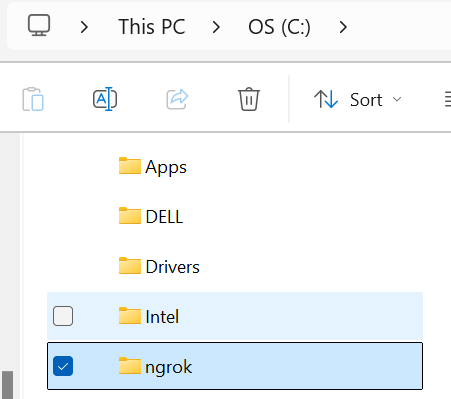 This PC OS (C:)
Sort
Apps
DELL
Drivers
Intel
ngrok